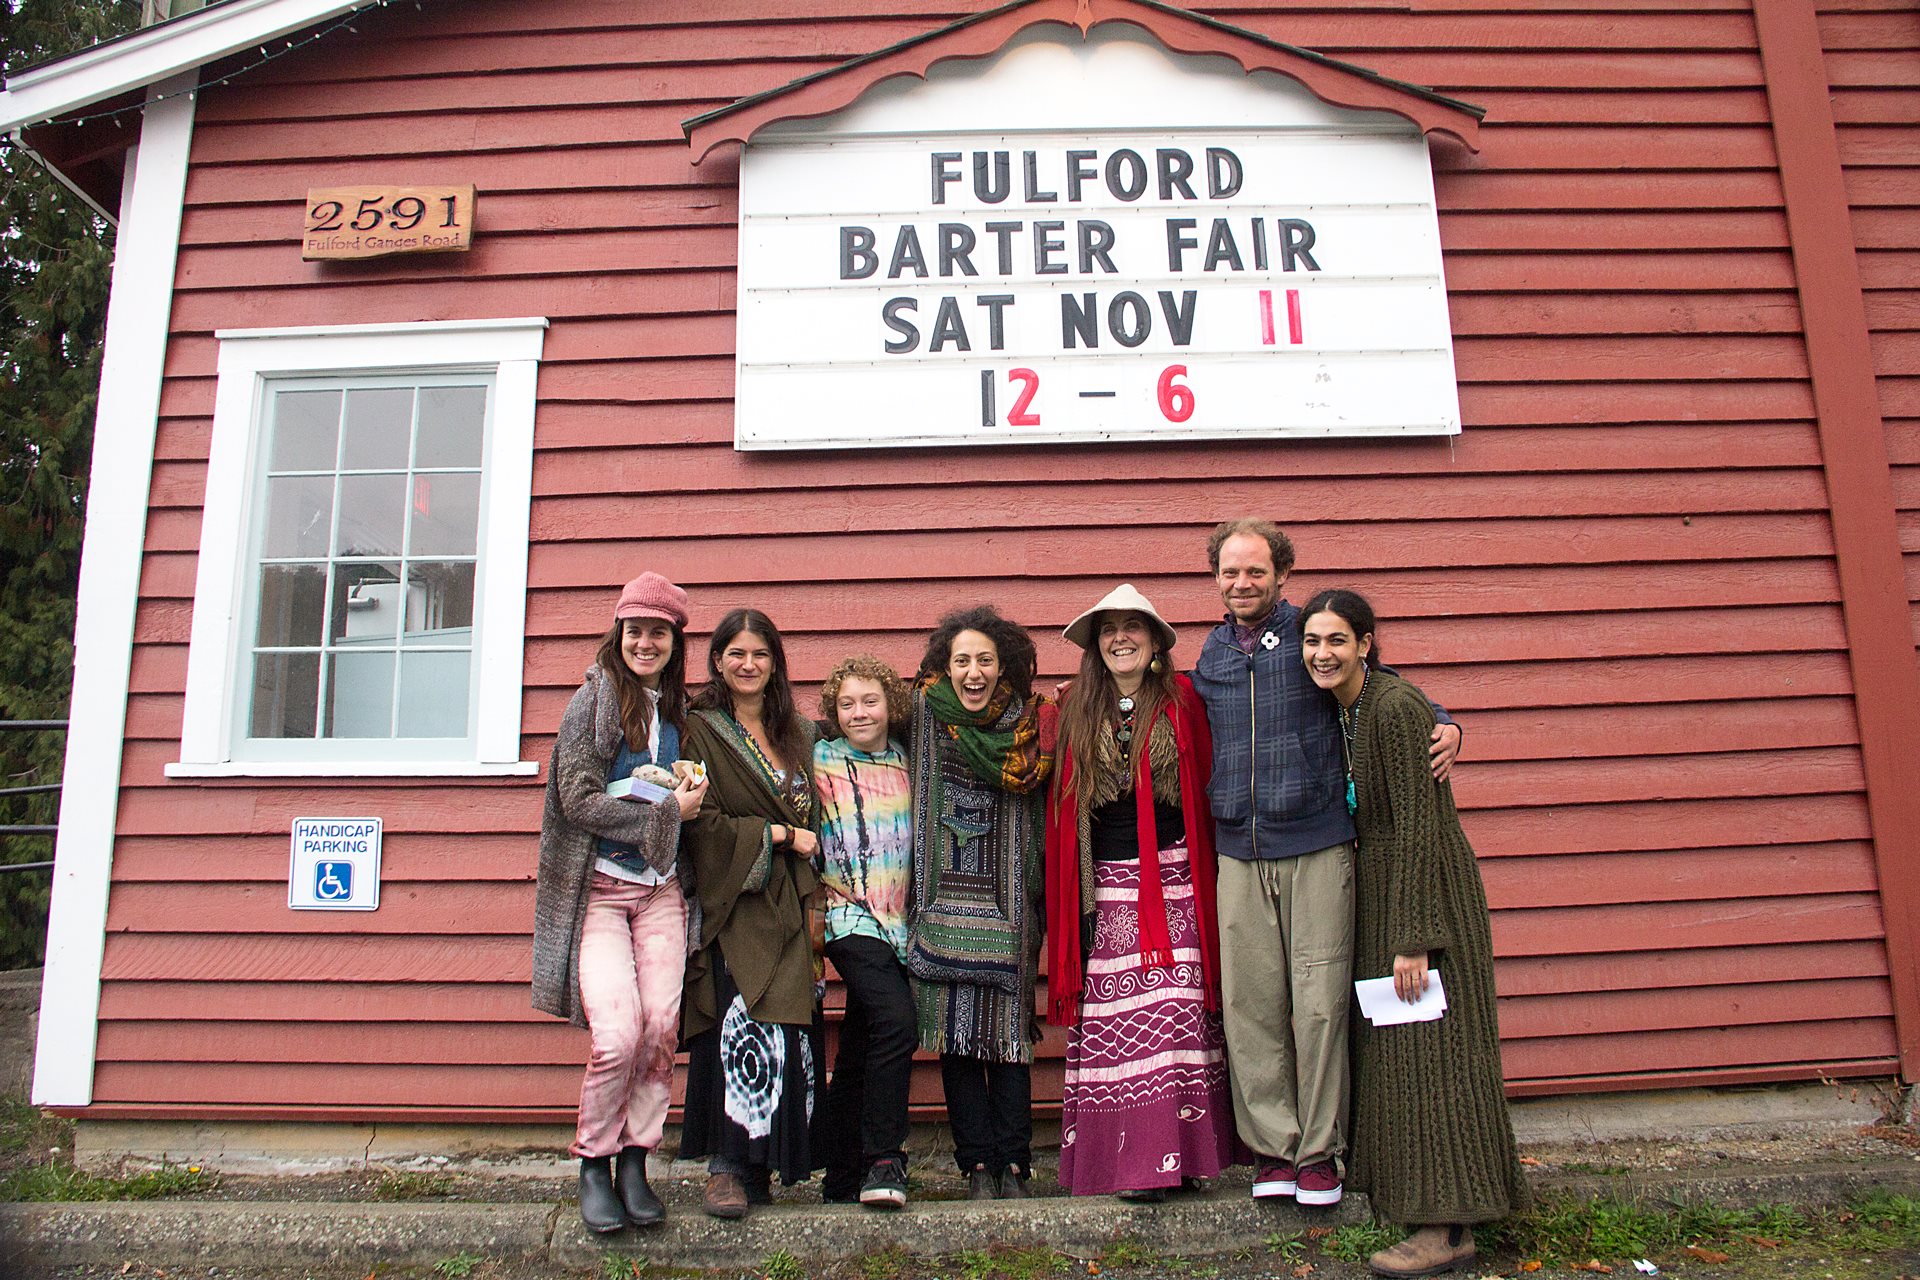 FULFORD
BARTER FAIR
SAT NOV 11
12 - 6
2591
Fulford Ganges Road
HANDICAP
PARKING